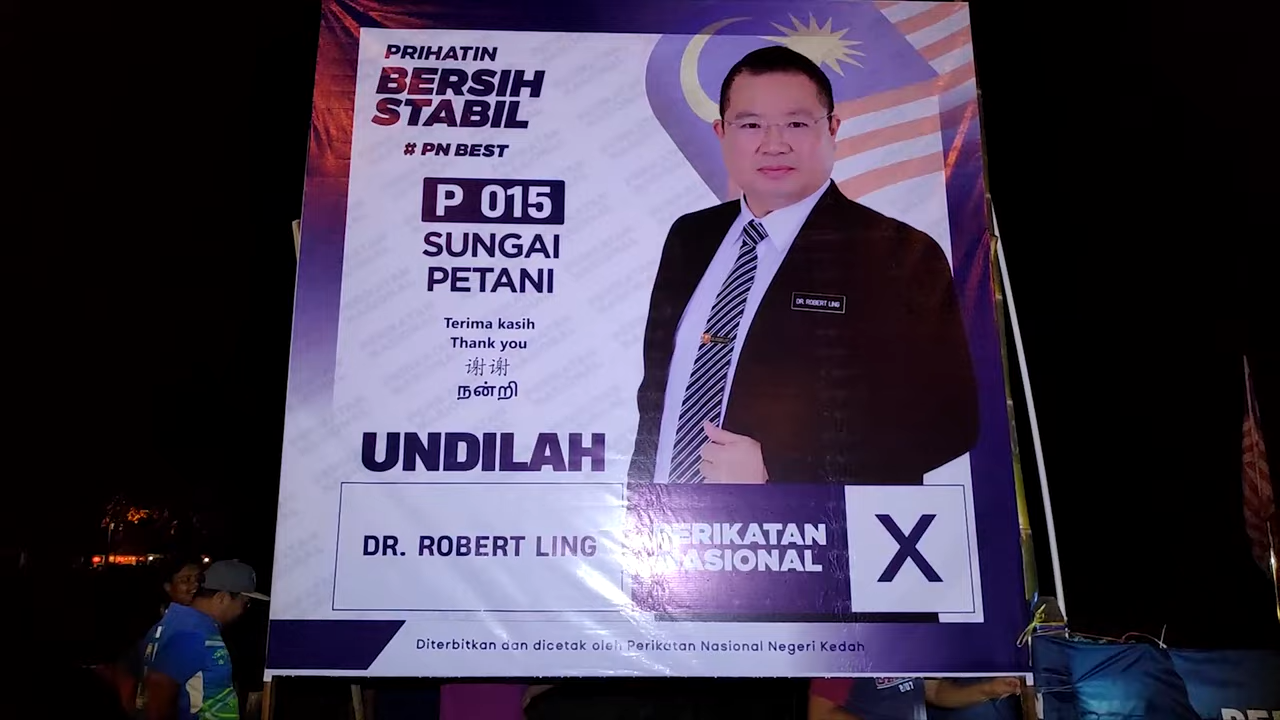 PRIHATIN
BERSIH
STABIL
# PN BEST
P 015
SUNGAI
PETANI
Terima kasih
Thank you
谢谢
நன்றி
UNDILAH
DR. ROBERT LING
DR. ROBERT LING
PERIKATAN
NASIONAL
X
Diterbitkan dan dicetak oleh Perikatan Nasional Negeri Kedah